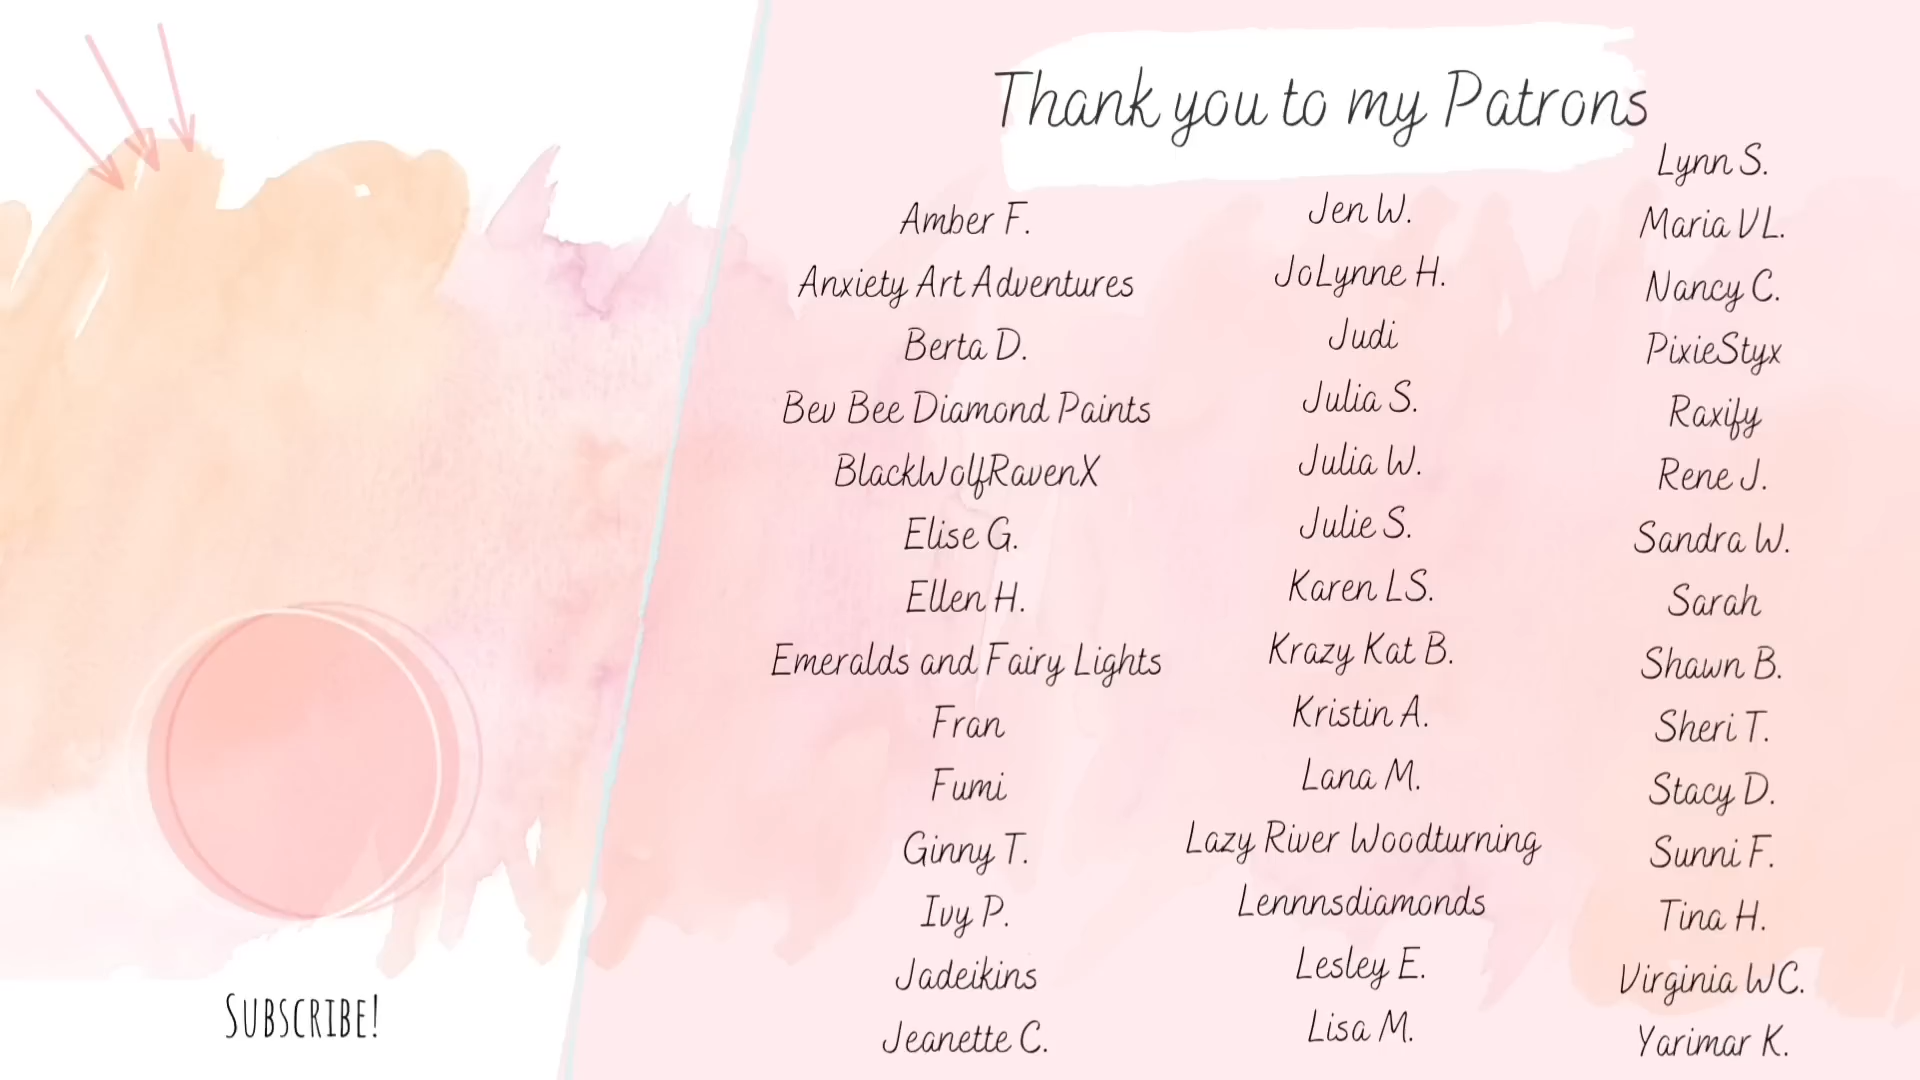 Thank you to my Patrons
Amber F.
Anxiety Art Adventures
Berta D.
Bev Bee Diamond Paints
BlackWolfRavenX
Elise G.
Ellen H.
Emeralds and Fairy Lights
Fran
Fumi
Ginny T.
Ivy P.
Jadeikins
Jeanette C.
Jen W.
JoLynne H.
Judi
Julia S.
Julia W.
Julie S.
Karen LS.
Krazy Kat B.
Kristin A.
Lana M.
Lazy River Woodturning
Lennnsdiamonds
Lesley E.
Lisa M.
Lynn S.
Maria VL.
Nancy C.
PixieStyx
Raxify
Rene J.
Sandra W.
Sarah
Shawn B.
Sheri T.
Stacy D.
Sunni F.
Tina H.
Virginia WC.
Yarimar K.
SUBSCRIBE!